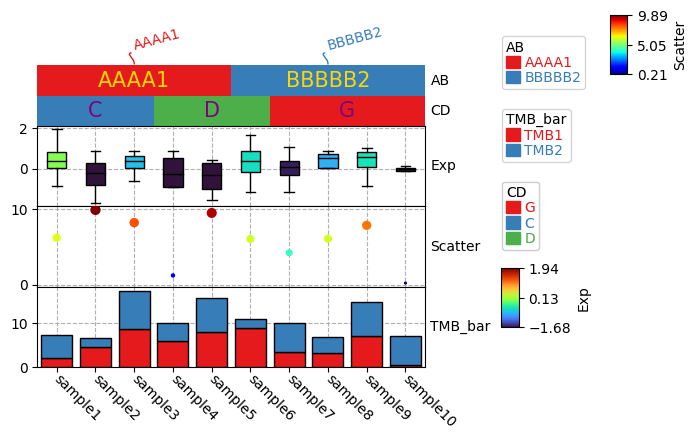 AAAA1 BBBBB2
AAAA1 BBBBB2 AB
C D G CD
2
0 Exp
10
0 Scatter
10
0 TMB_bar
sample1 sample2 sample3 sample4 sample5 sample6 sample7 sample8 sample9 sample10
AB
AAAA1
BBBBB2
TMB_bar
TMB1
TMB2
CD
G
C
D
1.94
0.13
−1.68
Exp
9.89
5.05
0.21
Scatter